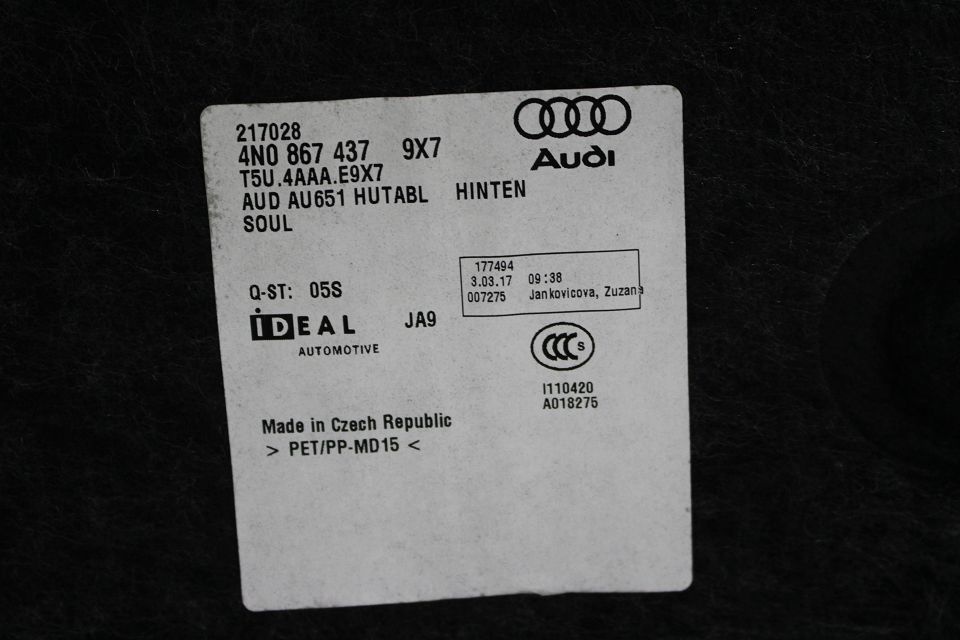 217028
4N0 867 437 9X7
T5U.4AAA.E9X7
AUD AU651 HUTABL HINTEN
SOUL
Audi
177494
3.03.17 09:38
007275 Jankovicova, Zuzana
Q-ST: 05S
IDEAL JA9
AUTOMOTIVE
CCC S
I110420
A018275
Made in Czech Republic
> PET/PP-MD15 <